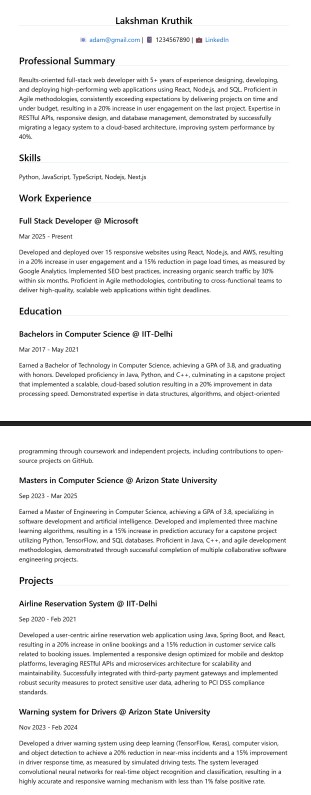 Lakshman Kruthik
adam@gmail.com | 1234567890 | LinkedIn
Professional Summary
Results-oriented full-stack web developer with 5+ years of experience designing, developing,
and deploying high-performing web applications using React, Node.js, and SQL. Proficient in
Agile methodologies, consistently exceeding expectations by delivering projects on time and
under budget, resulting in a 20% increase in user engagement on the last project. Expertise in
RESTful APIs, responsive design, and database management, demonstrated by successfully
migrating a legacy system to a cloud-based architecture, improving system performance by
40%.
Skills
Python, JavaScript, TypeScript, Nodejs, Next.js
Work Experience
Full Stack Developer @ Microsoft
Mar 2025 - Present
Developed and deployed over 15 responsive websites using React, Node.js, and AWS, resulting
in a 20% increase in user engagement and a 15% reduction in page load times, as measured by
Google Analytics. Implemented SEO best practices, increasing organic search traffic by 30%
within six months. Proficient in Agile methodologies, contributing to cross-functional teams to
deliver high-quality, scalable web applications within tight deadlines.
Education
Bachelors in Computer Science @ IIT-Delhi
Mar 2017 - May 2021
Earned a Bachelor of Technology in Computer Science, achieving a GPA of 3.8, and graduating
with honors. Developed proficiency in Java, Python, and C++, culminating in a capstone project
that implemented a scalable, cloud-based solution resulting in a 20% improvement in data
processing speed. Demonstrated expertise in data structures, algorithms, and object-oriented
programming through coursework and independent projects, including contributions to open-
source projects on GitHub.
Masters in Computer Science @ Arizon State University
Sep 2023 - Mar 2025
Earned a Master of Engineering in Computer Science, achieving a GPA of 3.8, specializing in
software development and artificial intelligence. Developed and implemented three machine
learning algorithms, resulting in a 15% increase in prediction accuracy for a capstone project
utilizing Python, TensorFlow, and SQL databases. Proficient in Java, C++, and agile development
methodologies, demonstrated through successful completion of multiple collaborative software
engineering projects.
Projects
Airline Reservation System @ IIT-Delhi
Sep 2020 - Feb 2021
Developed a user-centric airline reservation web application using Java, Spring Boot, and React,
resulting in a 20% increase in online bookings and a 15% reduction in customer service calls
related to booking issues. Implemented a responsive design optimized for mobile and desktop
platforms, leveraging RESTful APIs and microservices architecture for scalability and
maintainability. Successfully integrated with third-party payment gateways and implemented
robust security measures to protect sensitive user data, adhering to PCI DSS compliance
standards.
Warning system for Drivers @ Arizon State University
Nov 2023 - Feb 2024
Developed a driver warning system using deep learning (TensorFlow, Keras), computer vision,
and object detection to achieve a 20% reduction in near-miss incidents and a 15% improvement
in driver response time, as measured by simulated driving tests. The system leveraged
convolutional neural networks for real-time object recognition and classification, resulting in a
highly accurate and responsive warning mechanism with less than 1% false positive rate.